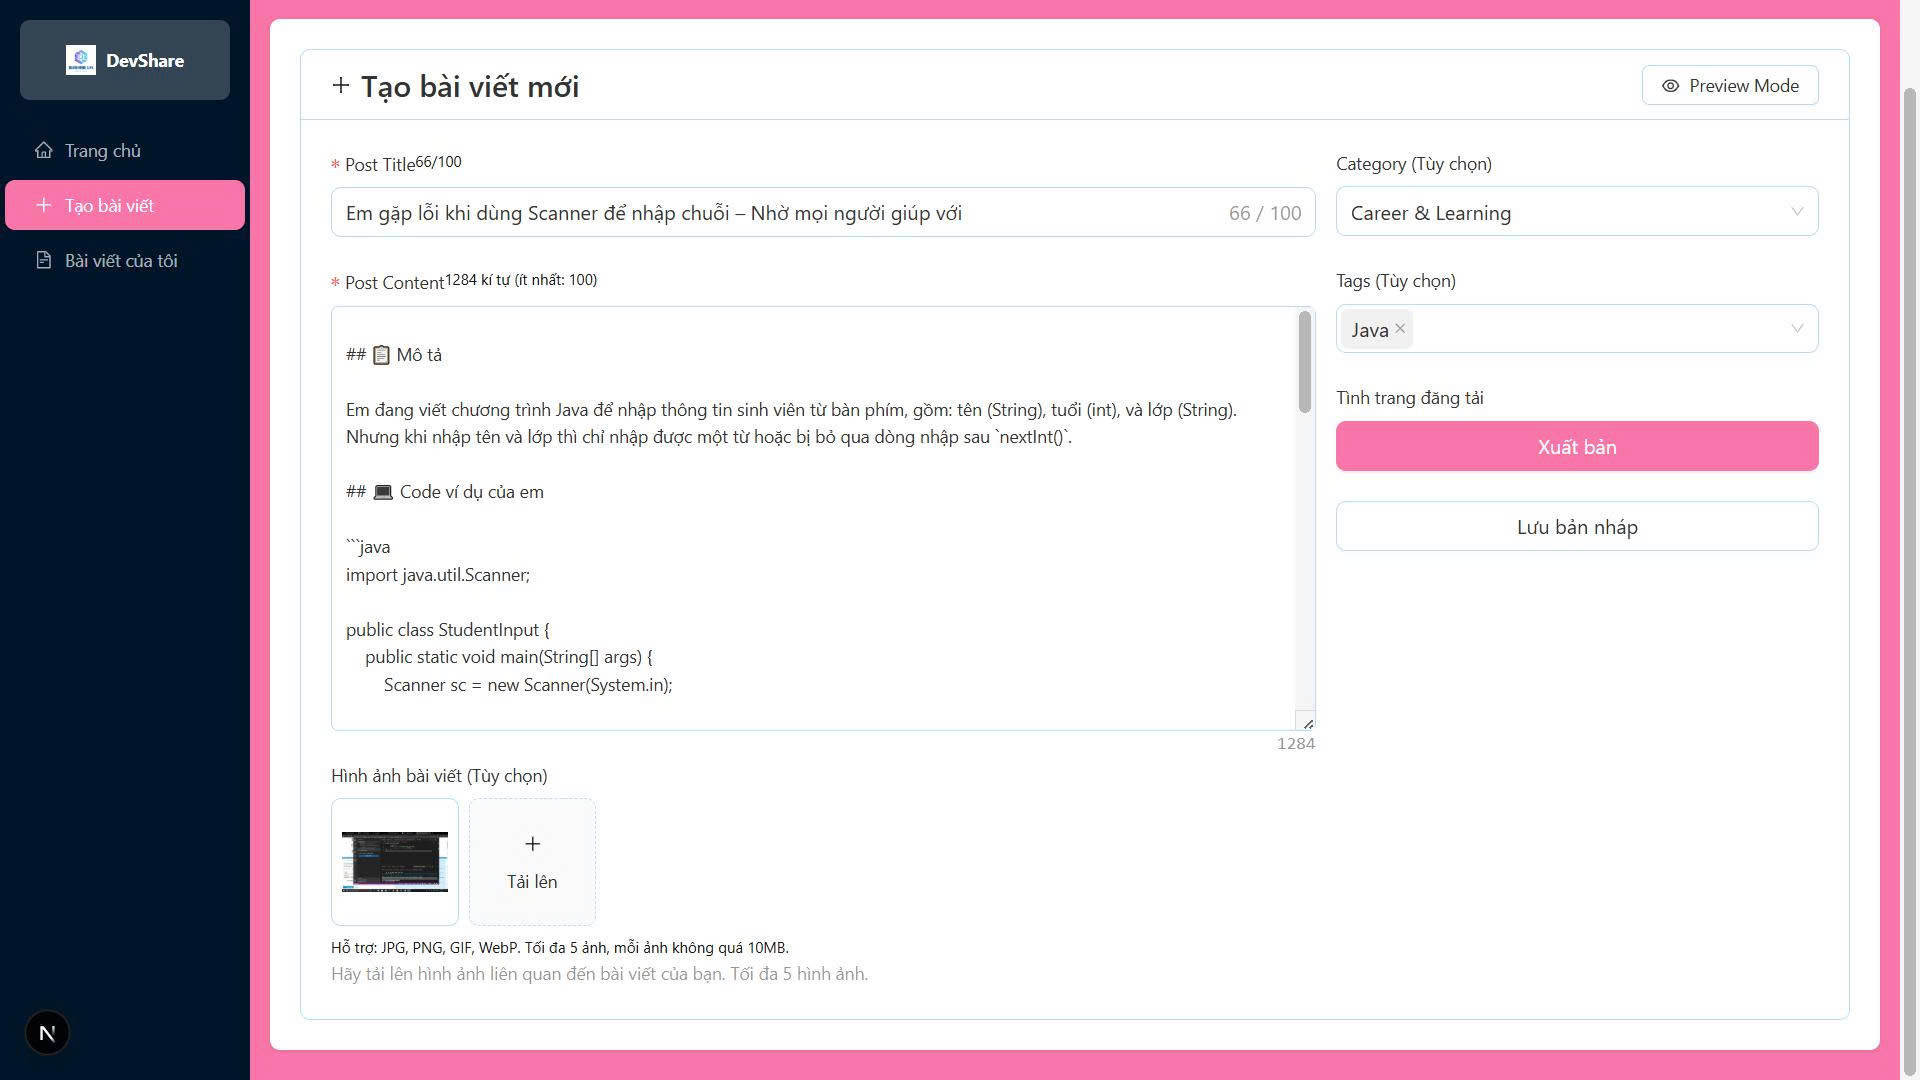 DevShare
Trang chủ
Tạo bài viết
Bài viết của tôi
Tạo bài viết mới
Preview Mode
* Post Title66/100
Em gặp lỗi khi dùng Scanner để nhập chuỗi – Nhờ mọi người giúp với
66 / 100
Category (Tùy chọn)
Career & Learning
* Post Content1284 kí tự (ít nhất: 100)
## 📋 Mô tả
Em đang viết chương trình Java để nhập thông tin sinh viên từ bàn phím, gồm: tên (String), tuổi (int), và lớp (String).
Nhưng khi nhập tên và lớp thì chỉ nhập được một từ hoặc bị bỏ qua dòng nhập sau `nextInt()`.
## 💻 Code ví dụ của em
```java
import java.util.Scanner;
public class StudentInput {
public static void main(String[] args) {
Scanner sc = new Scanner(System.in);
1284
Tags (Tùy chọn)
Java
Tình trang đăng tải
Xuất bản
Lưu bản nháp
Hình ảnh bài viết (Tùy chọn)
Tải lên
Hỗ trợ: JPG, PNG, GIF, WebP. Tối đa 5 ảnh, mỗi ảnh không quá 10MB.
Hãy tải lên hình ảnh liên quan đến bài viết của bạn. Tối đa 5 hình ảnh.
N